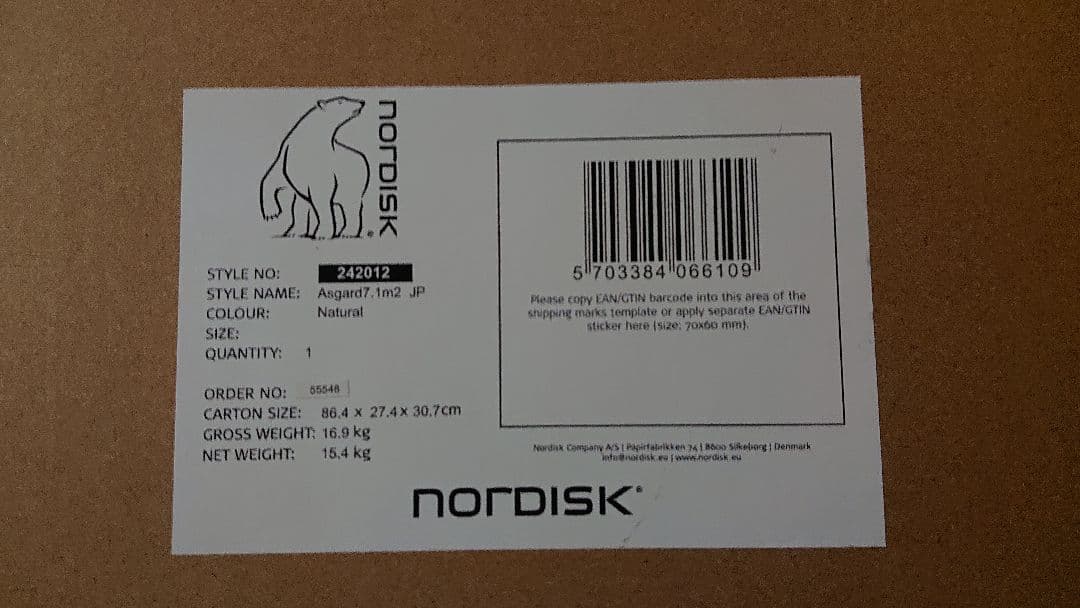 nordisk
STYLE NO: 242012
STYLE NAME: Asgard7.1m2 JP
COLOUR: Natural
SIZE:
QUANTITY: 1
ORDER NO: 55548
CARTON SIZE: 86.4 x 27.4x 30.7cm
GROSS WEIGHT: 16.9 kg
NET WEIGHT: 15.4 kg
5 703384 066109
Please copy EAN/GTIN barcode into this area of the
shipping marks template or apply separate EAN/GTIN
sticker here (size: 70x60 mm).
Nordisk Company A/S | Papirfabrikken 74 | 8600 Silkeborg | Denmark
info@nordisk.eu | www.nordisk.eu
nordisk®